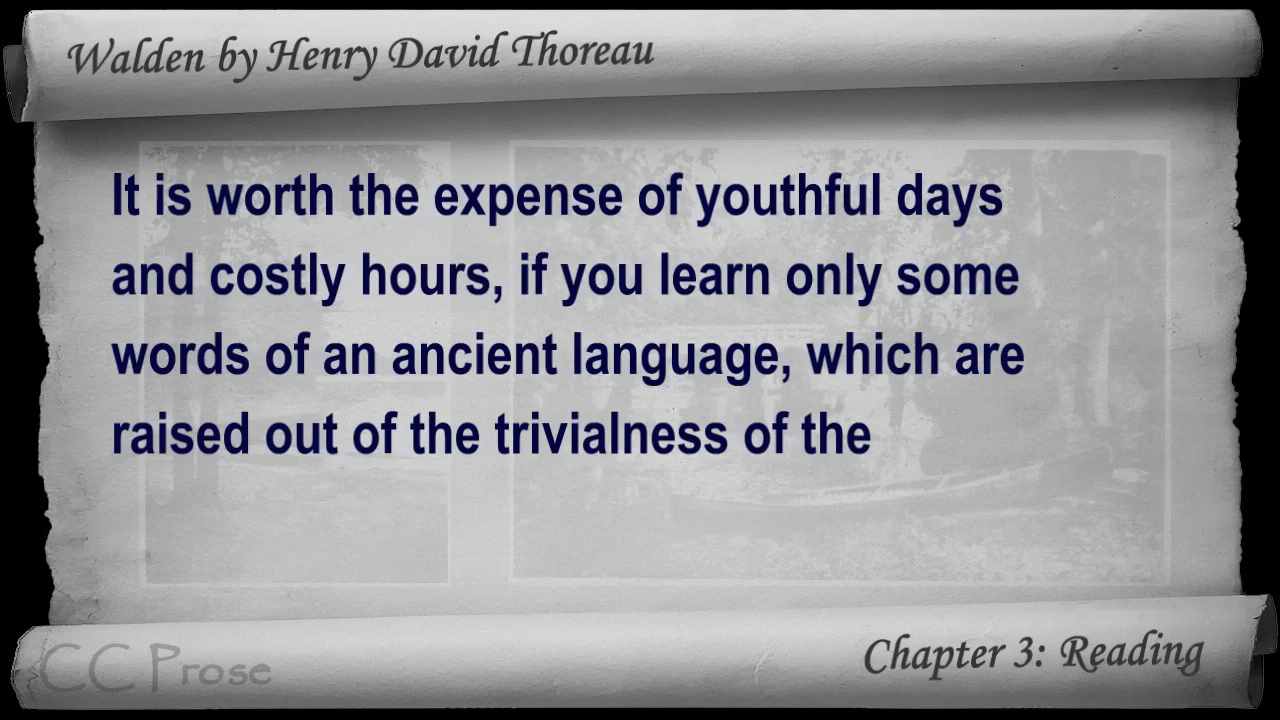 Walden by Henry David Thoreau
It is worth the expense of youthful days
and costly hours, if you learn only some
words of an ancient language, which are
raised out of the trivialness of the
CC Prose
Chapter 3: Reading